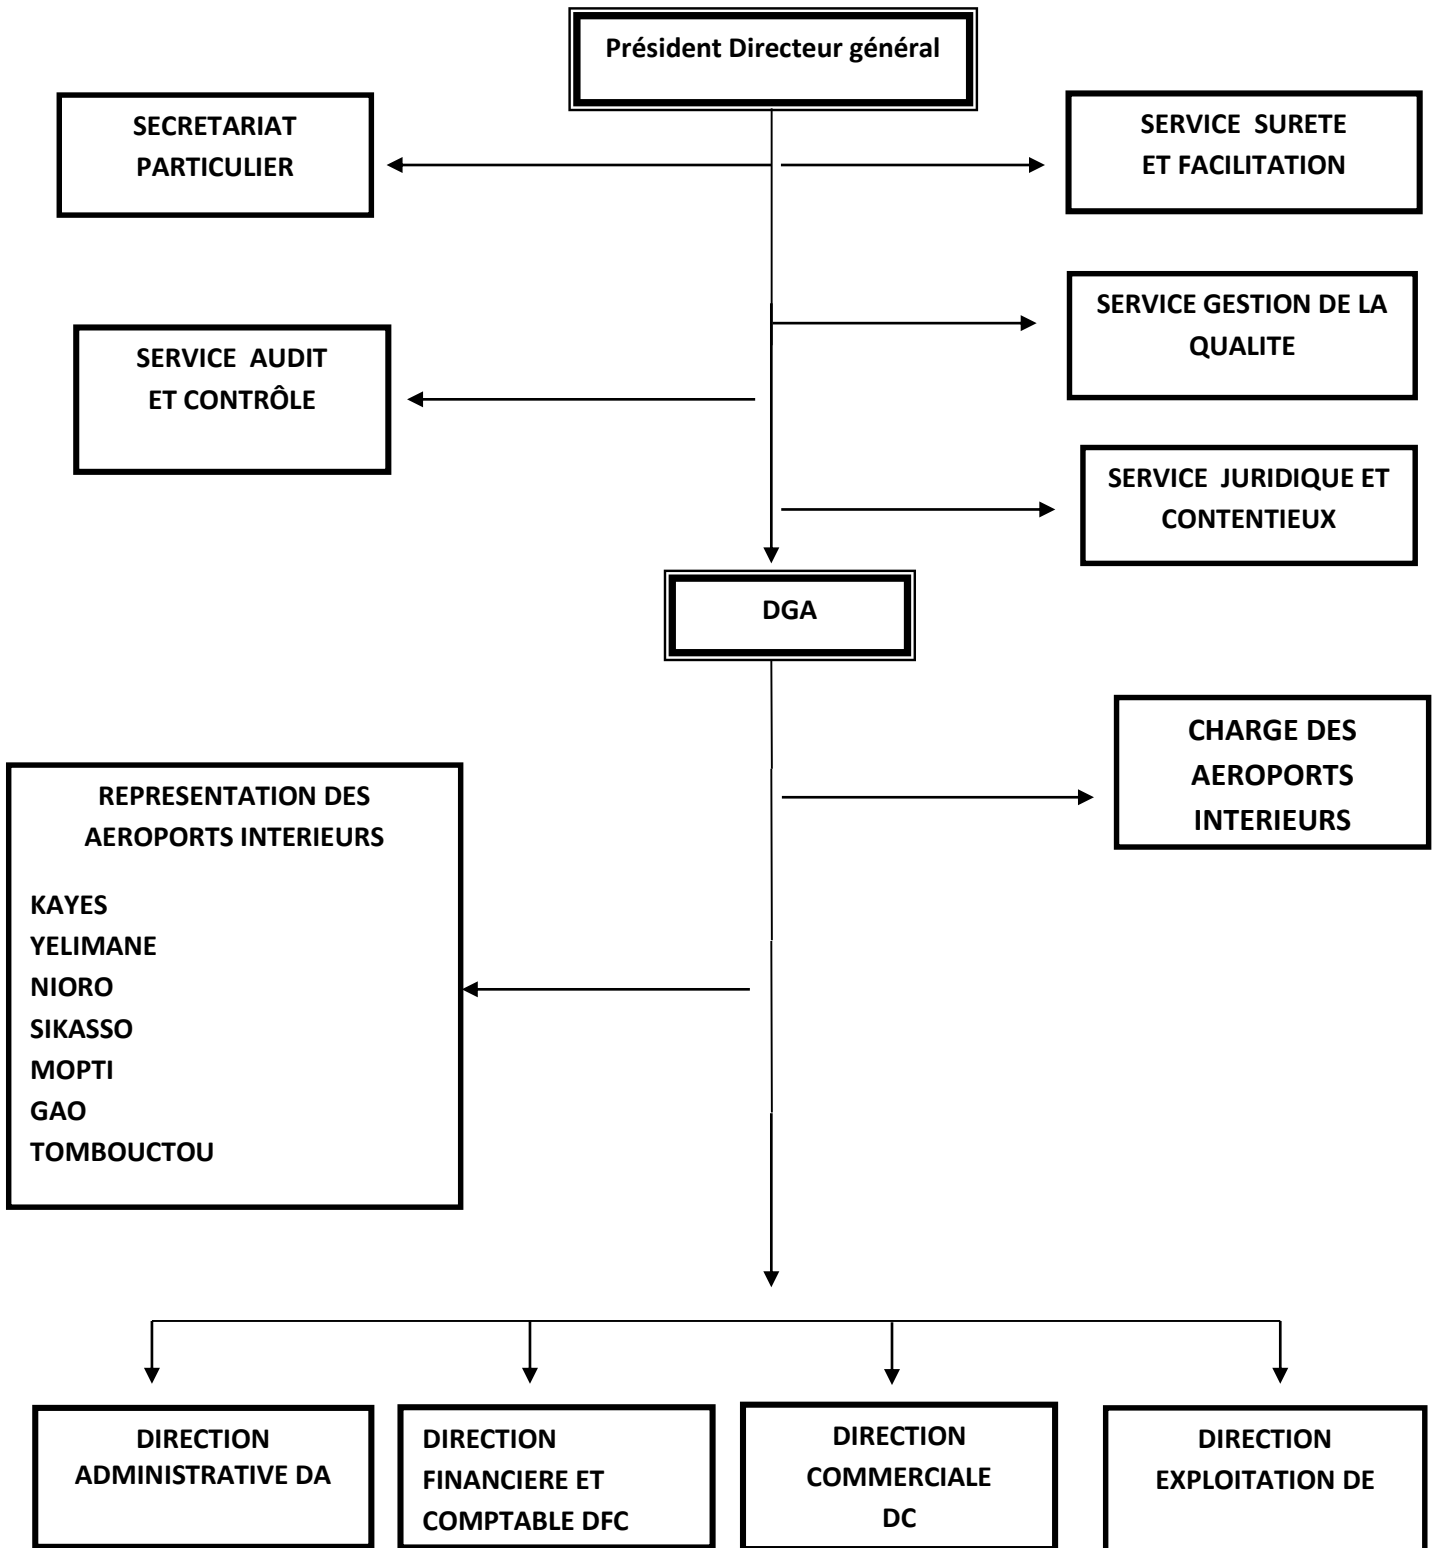 Président Directeur général
SECRETARIAT
PARTICULIER
SERVICE  SURETE
ET FACILITATION
SERVICE GESTION DE LA
QUALITE
SERVICE  AUDIT
ET CONTRÔLE
SERVICE  JURIDIQUE ET
CONTENTIEUX
DGA
CHARGE DES
AEROPORTS
INTERIEURS
REPRESENTATION DES
AEROPORTS INTERIEURS
KAYES
YELIMANE
NIORO
SIKASSO
MOPTI
GAO
TOMBOUCTOU
DIRECTION
ADMINISTRATIVE DA
DIRECTION
FINANCIERE ET
COMPTABLE DFC
DIRECTION
COMMERCIALE
DC
DIRECTION
EXPLOITATION DE